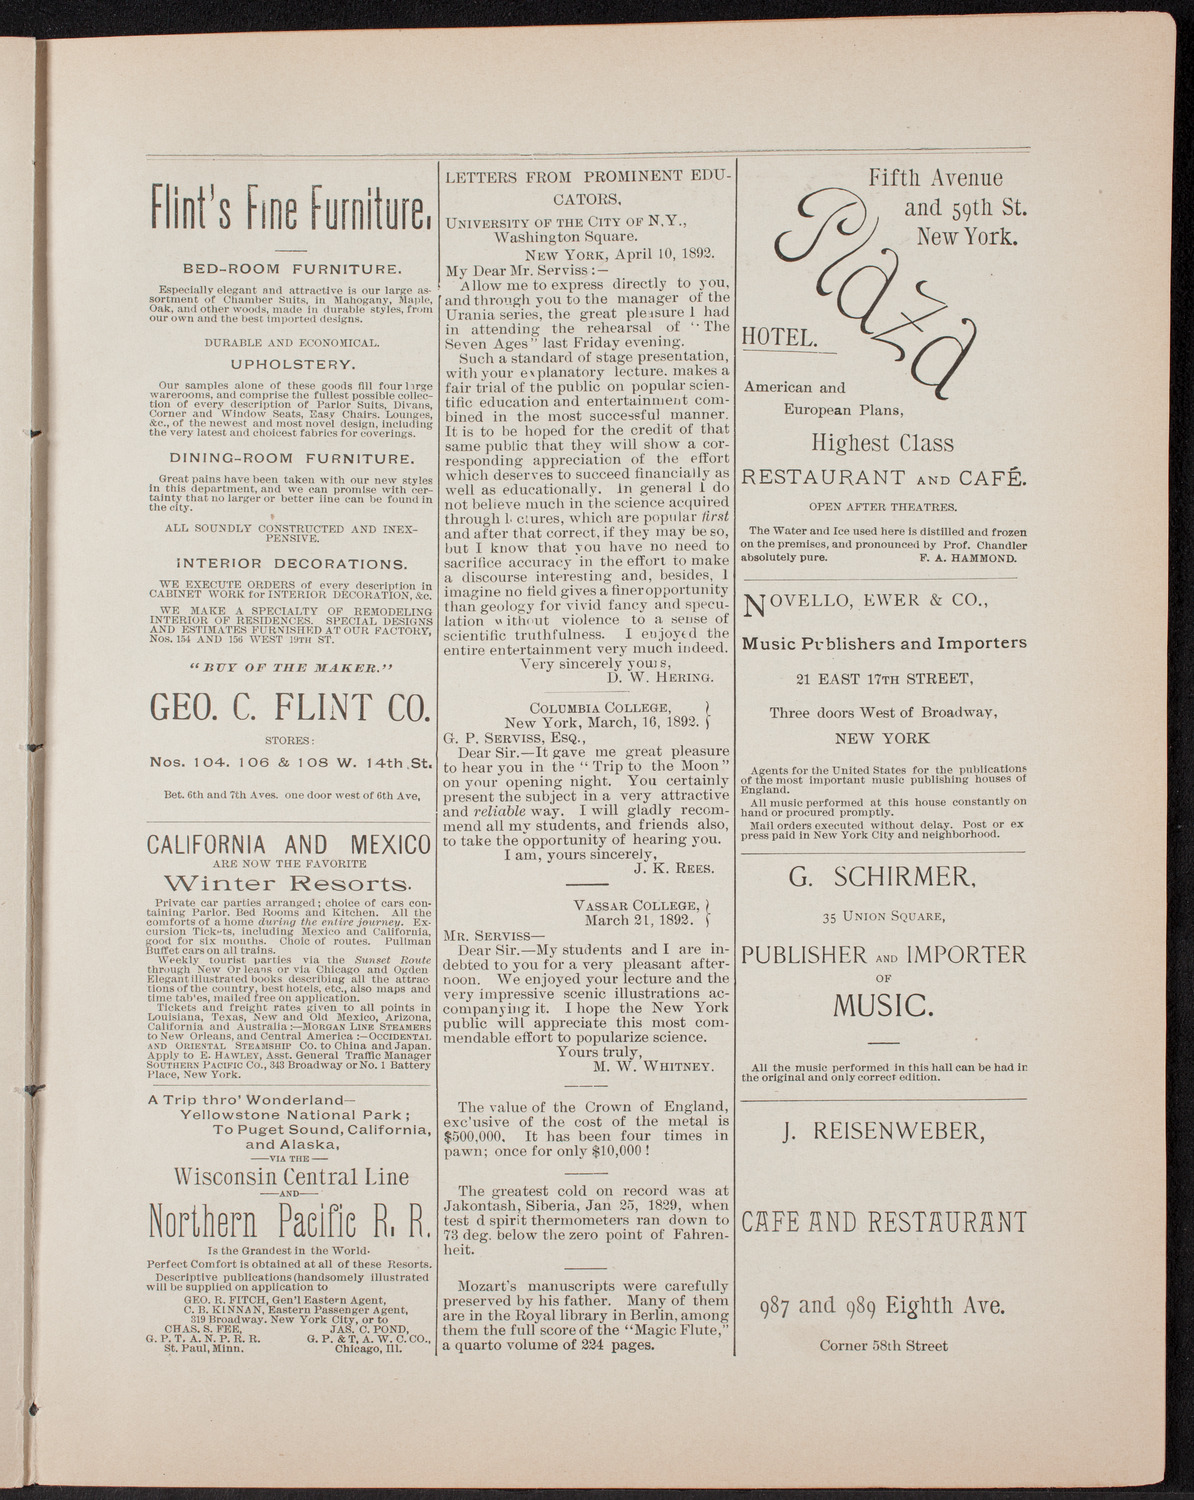 Flint's Fine Furniture.
BED-ROOM FURNITURE.
Especially elegant and attractive is our large as-
sortment of Chamber Suits, in Mahogany, Maple,
Oak, and other woods, made in durable styles, from
our own and the best imported designs.
DURABLE AND ECONOMICAL.
UPHOLSTERY.
Our samples alone of these goods fill four large
warerooms, and comprise the fullest possible collec-
tion of every description of Parlor Suits, Divans,
Corner and Window Seats, Easy Chairs. Lounges,
&c., of the newest and most novel design, including
the very latest and choicest fabrics for coverings.
DINING-ROOM FURNITURE.
Great pains have been taken with our new styles
in this department, and we can promise with cer-
tainty that no larger or better line can be found in
the city.
ALL SOUNDLY CONSTRUCTED AND INEX-
PENSIVE.
INTERIOR DECORATIONS.
WE EXECUTE ORDERS of every description in
CABINET WORK for INTERIOR DECORATION, &c.
WE MAKE A SPECIALTY OF REMODELING
INTERIOR OF RESIDENCES. SPECIAL DESIGNS
AND ESTIMATES FURNISHED AT OUR FACTORY,
Nos. 154 AND 156 WEST 19TH ST.
"BUY OF THE MAKER."
GEO. C. FLINT CO.
STORES:
Nos. 104. 106 & 108 W. 14th St.
Bet. 6th and 7th Aves. one door west of 6th Ave,
CALIFORNIA AND MEXICO
ARE NOW THE FAVORITE
Winter Resorts.
Private car parties arranged; choice of cars con-
taining Parlor. Bed Rooms and Kitchen. All the
comforts of a home during the entire journey. Ex-
cursion Tickets, including Mexico and California,
good for six months. Choic of routes. Pullman
Buffet cars on all trains.
Weekly tourist parties via the Sunset Route
through New Orleans or via Chicago and Ogden
Elegant illustrated books describing all the attrac-
tions of the country, best hotels, etc., also maps and
time tab'es, mailed free on application.
Tickets and freight rates given to all points in
Louisiana, Texas, New and Old Mexico, Arizona,
California and Australia:—MORGAN LINE STEAMERS
to New Orleans, and Central America:—OCCIDENTAL
AND ORIENTAL STEAMSHIP CO. to China and Japan.
Apply to E. HAWLEY, Asst. General Traffic Manager
SOUTHERN PACIFIC CO., 343 Broadway or No. 1 Battery
Place, New York.
A Trip thro' Wonderland—
Yellowstone National Park;
To Puget Sound, California,
and Alaska,
—VIA THE—
Wisconsin Central Line
—AND—
Northern Pacific R. R.
Is the Grandest in the World.
Perfect Comfort is obtained at all of these Resorts.
Descriptive publications (handsomely illustrated
will be supplied on application to
GEO. R. FITCH, Gen'l Eastern Agent,
C. B. KINNAN, Eastern Passenger Agent,
319 Broadway. New York City, or to
CHAS. S. FEE, JAS. C. POND,
G. P. T. A. N. P. R. R. G. P. & T. A. W. C. CO.,
St. Paul, Minn. Chicago, Ill.
LETTERS FROM PROMINENT EDU-
CATORS,
UNIVERSITY OF THE CITY OF N.Y.,
Washington Square.
NEW YORK, April 10, 1892.
My Dear Mr. Serviss:—
Allow me to express directly to you,
and through you to the manager of the
Urania series, the great pleasure I had
in attending the rehearsal of "The
Seven Ages" last Friday evening.
Such a standard of stage presentation,
with your explanatory lecture. makes a
fair trial of the public on popular scien-
tific education and entertainment com-
bined in the most successful manner.
It is to be hoped for the credit of that
same public that they will show a cor-
responding appreciation of the effort
which deserves to succeed financially as
well as educationally. In general I do
not believe much in the science acquired
through lectures, which are popular first
and after that correct, if they may be so,
but I know that you have no need to
sacrifice accuracy in the effort to make
a discourse interesting and, besides, I
imagine no field gives a finer opportunity
than geology for vivid fancy and specu-
lation without violence to a sense of
scientific truthfulness. I enjoyed the
entire entertainment very much indeed.
Very sincerely yours,
D. W. HERING.
COLUMBIA COLLEGE, }
New York, March, 16, 1892. }
G. P. SERVISS, ESQ.,
Dear Sir.—It gave me great pleasure
to hear you in the "Trip to the Moon"
on your opening night. You certainly
present the subject in a very attractive
and reliable way. I will gladly recom-
mend all my students, and friends also,
to take the opportunity of hearing you.
I am, yours sincerely,
J. K. REES.
VASSAR COLLEGE, }
March 21, 1892. }
MR. SERVISS—
Dear Sir.—My students and I are in-
debted to you for a very pleasant after-
noon. We enjoyed your lecture and the
very impressive scenic illustrations ac-
companying it. I hope the New York
public will appreciate this most com-
mendable effort to popularize science.
Yours truly,
M. W. WHITNEY.
The value of the Crown of England,
exc'usive of the cost of the metal is
$500,000. It has been four times in
pawn; once for only $10,000!
The greatest cold on record was at
Jakontash, Siberia, Jan 25, 1829, when
test d spirit thermometers ran down to
73 deg. below the zero point of Fahren-
heit.
Mozart's manuscripts were carefully
preserved by his father. Many of them
are in the Royal library in Berlin, among
them the full score of the "Magic Flute,"
a quarto volume of 224 pages.
Fifth Avenue
and 59th St.
New York.
Plaza
HOTEL.
American and
European Plans,
Highest Class
RESTAURANT AND CAFÉ.
OPEN AFTER THEATRES.
The Water and Ice used here is distilled and frozen
on the premises, and pronounced by Prof. Chandler
absolutely pure. F. A. HAMMOND.
NOVELLO, EWER & CO.,
Music Publishers and Importers
21 EAST 17TH STREET,
Three doors West of Broadway,
NEW YORK
Agents for the United States for the publications
of the most important music publishing houses of
England.
All music performed at this house constantly on
hand or procured promptly.
Mail orders executed without delay. Post or ex
press paid in New York City and neighborhood.
G. SCHIRMER,
35 UNION SQUARE,
PUBLISHER AND IMPORTER
OF
MUSIC.
All the music performed in this hall can be had in
the original and only correct edition.
J. REISENWEBER,
CAFE AND RESTAURANT
987 and 989 Eighth Ave.
Corner 58th Street